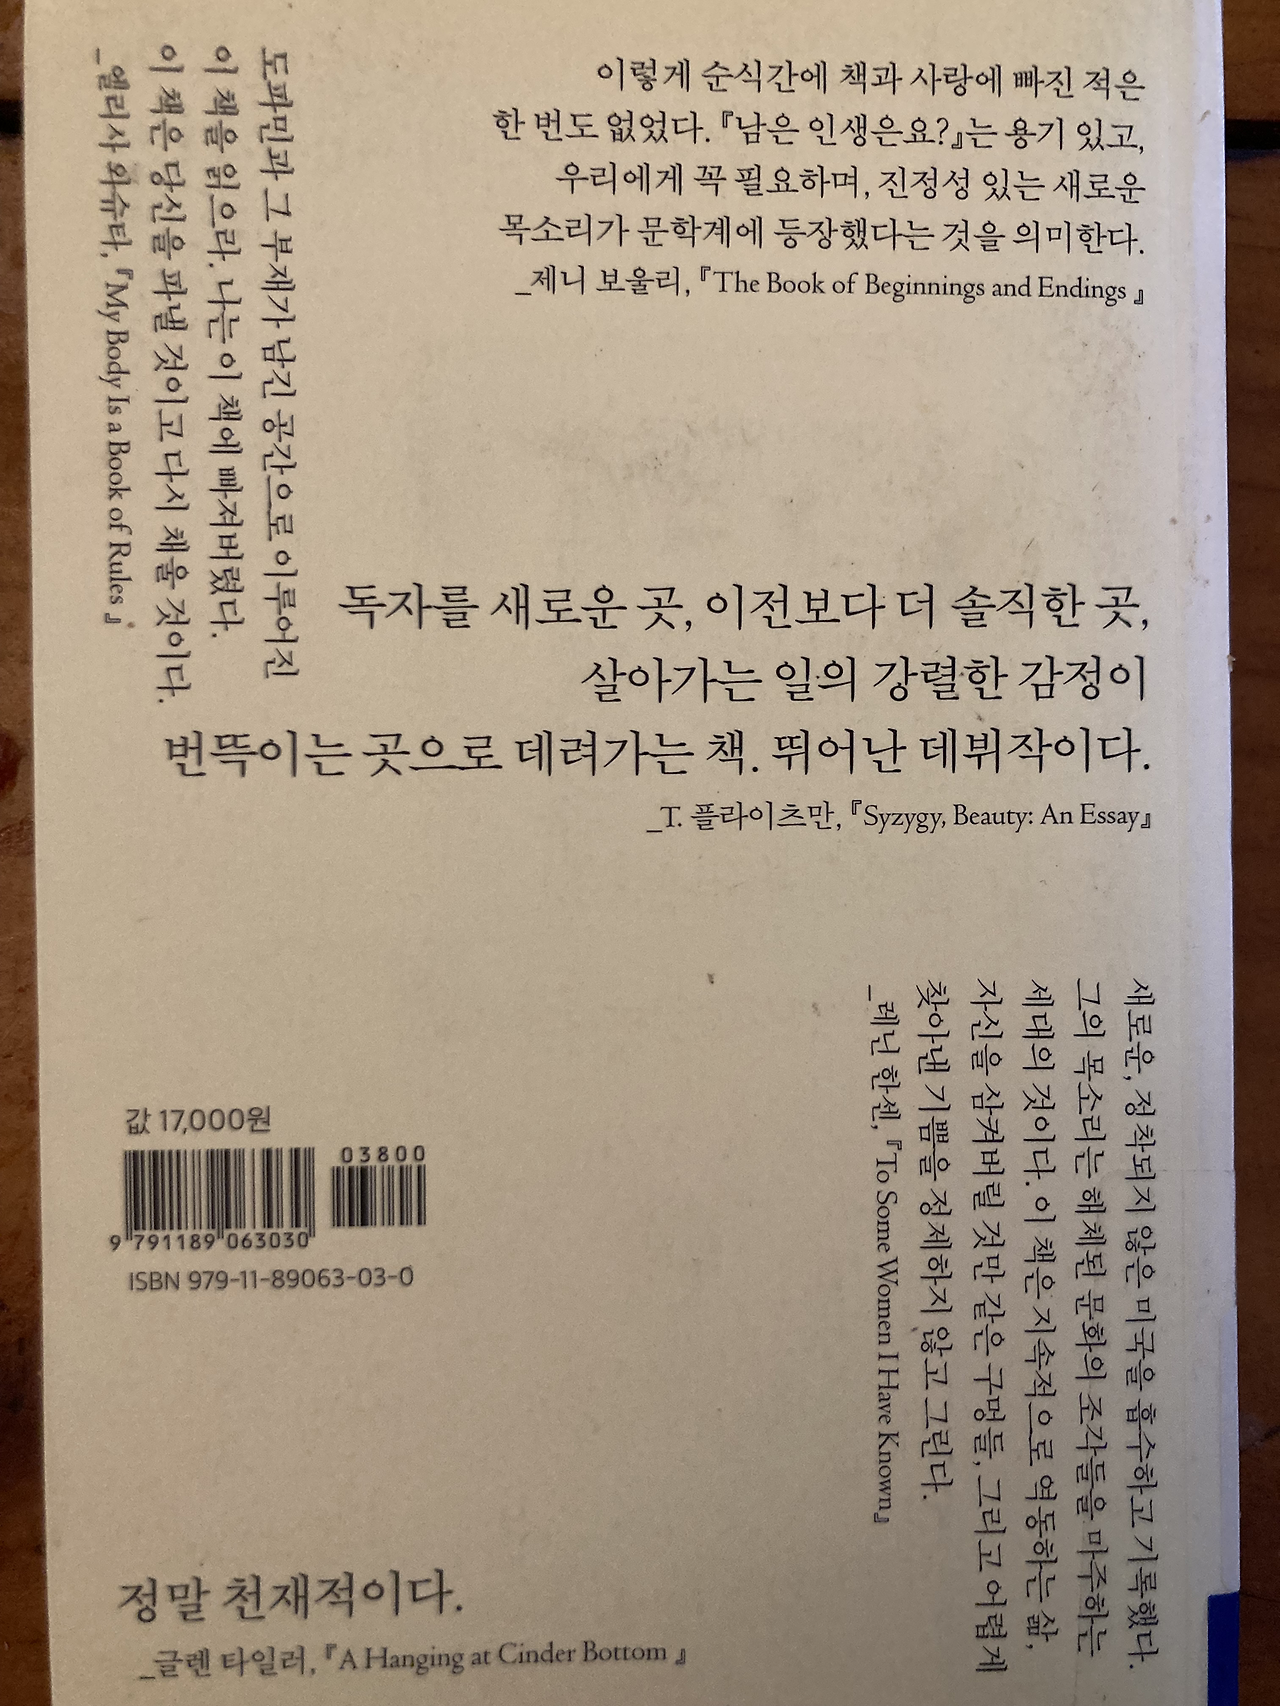 이렇게 순식간에 책과 사랑에 빠진 적은
한 번도 없었다. 『남은 인생은요?』는 용기 있고,
우리에게 꼭 필요하며, 진정성 있는 새로운
목소리가 문학계에 등장했다는 것을 의미한다.
_제니 보울리, 『The Book of Beginnings and Endings 』
도파민과 그 부재가 남긴 공간으로 이루어진
이 책을 읽으라. 나는 이 책에 빠져버렸다.
이 책은 당신을 파낼 것이고 다시 채울 것이다.
_엘리사 와슈타, 『My Body Is a Book of Rules 』
독자를 새로운 곳, 이전보다 더 솔직한 곳,
살아가는 일의 강렬한 감정이
번뜩이는 곳으로 데려가는 책. 뛰어난 데뷔작이다.
_T. 플라이츠만, 『Syzygy, Beauty: An Essay』
새로운, 정착되지 않은 미국을 흡수하고 기록했다.
그의 목소리는 해체된 문화의 조각들을 마주하는
세대의 것이다. 이 책은 지속적으로 역동하는 삶,
자신을 삼켜버릴 것만 같은 구멍들, 그리고 어렵게
찾아낸 기쁨을 정제하지 않고 그린다.
_레닌 한센, 『To Some Women I Have Known』
값 17,000원
03800
9 791189 063030
ISBN 979-11-89063-03-0
정말 천재적이다.
_글렌 타일러, 『A Hanging at Cinder Bottom 』